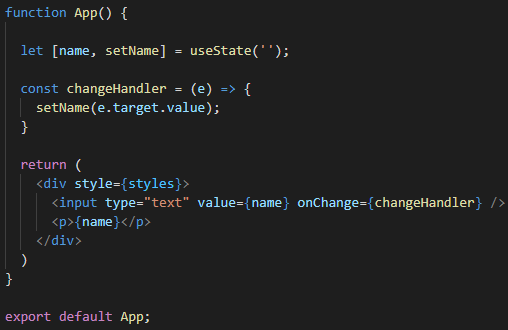 function App() {
let [name, setName] = useState('');
const changeHandler = (e) => {
setName(e.target.value);
}
return (
<div style={styles}>
<input type="text" value={name} onChange={changeHandler} />
<p>{name}</p>
</div>
)
}
export default App;